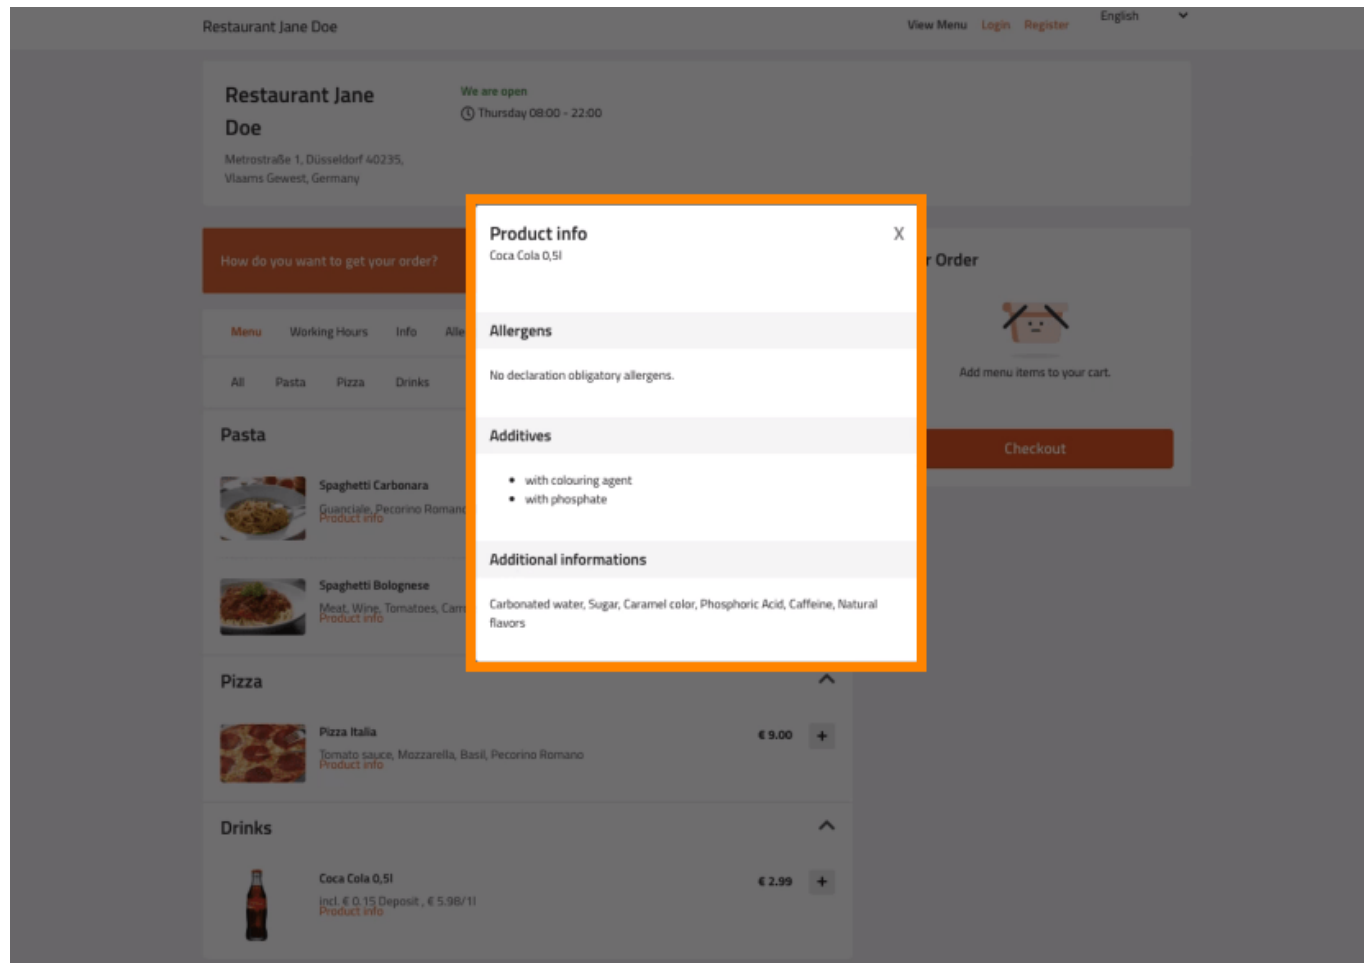 Restaurant Jane Doe
View Menu Login Register English
Restaurant Jane
Doe
We are open
Thursday 08:00 - 22:00
Metrostraße 1, Düsseldorf 40235,
Vlaams Gewest, Germany
How do you want to get your order?
Menu Working Hours Info Alle
All Pasta Pizza Drinks
Pasta
Spaghetti Carbonara
Guanciale, Pecorino Romano
Product info
Spaghetti Bolognese
Meat, Wine, Tomatoes, Carr
Product info
Product info X
Coca Cola 0,5l
Allergens
No declaration obligatory allergens.
Additives
• with colouring agent
• with phosphate
Additional informations
Carbonated water, Sugar, Caramel color, Phosphoric Acid, Caffeine, Natural
flavors
r Order
Add menu items to your cart.
Checkout
Pizza
Pizza Italia
€ 9.00 +
Tomato sauce, Mozzarella, Basil, Pecorino Romano
Product info
Drinks
Coca Cola 0,5l
€ 2.99 +
incl. € 0.15 Deposit , € 5.98/1l
Product info